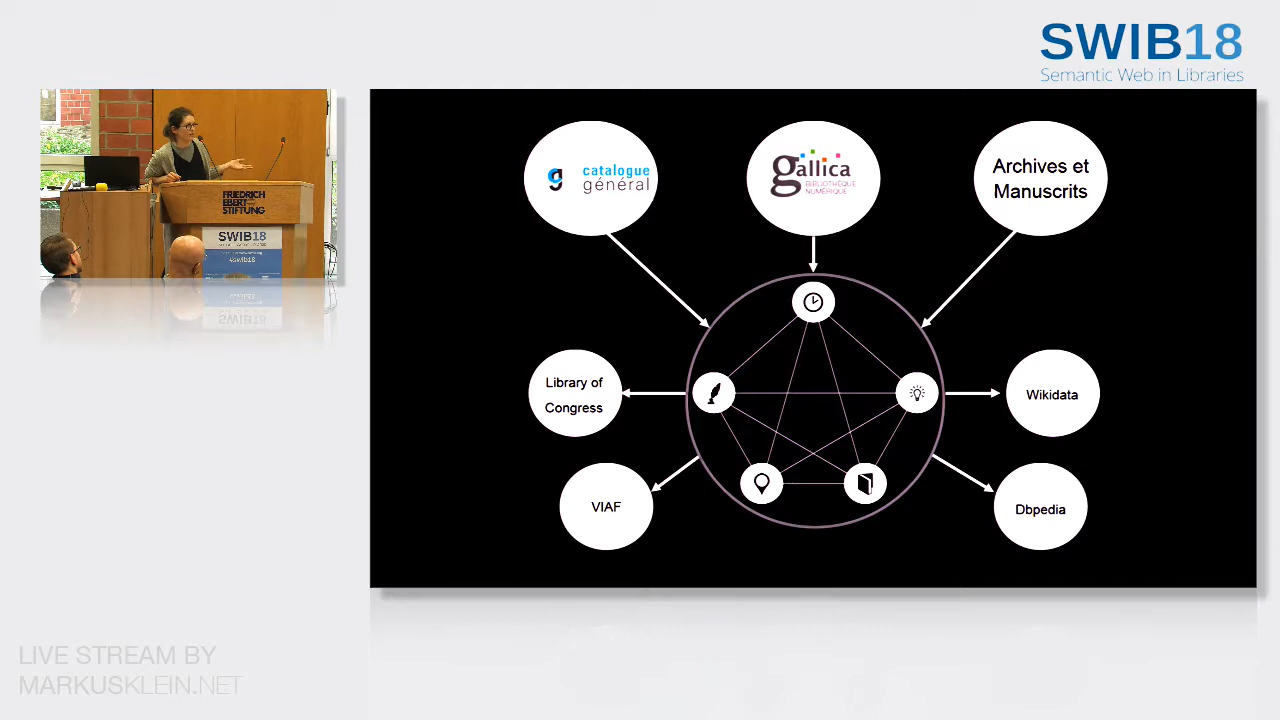 SWIB18
Semantic Web in Libraries
catalogue
général
gallica
BIBLIOTHÈQUE
NUMÉRIQUE
Archives et
Manuscrits
FRIEDRICH
EBERT
STIFTUNG
SWIB18
#swib18
Library of
Congress
Wikidata
VIAF
Dbpedia
LIVE STREAM BY
MARKUSKLEIN.NET